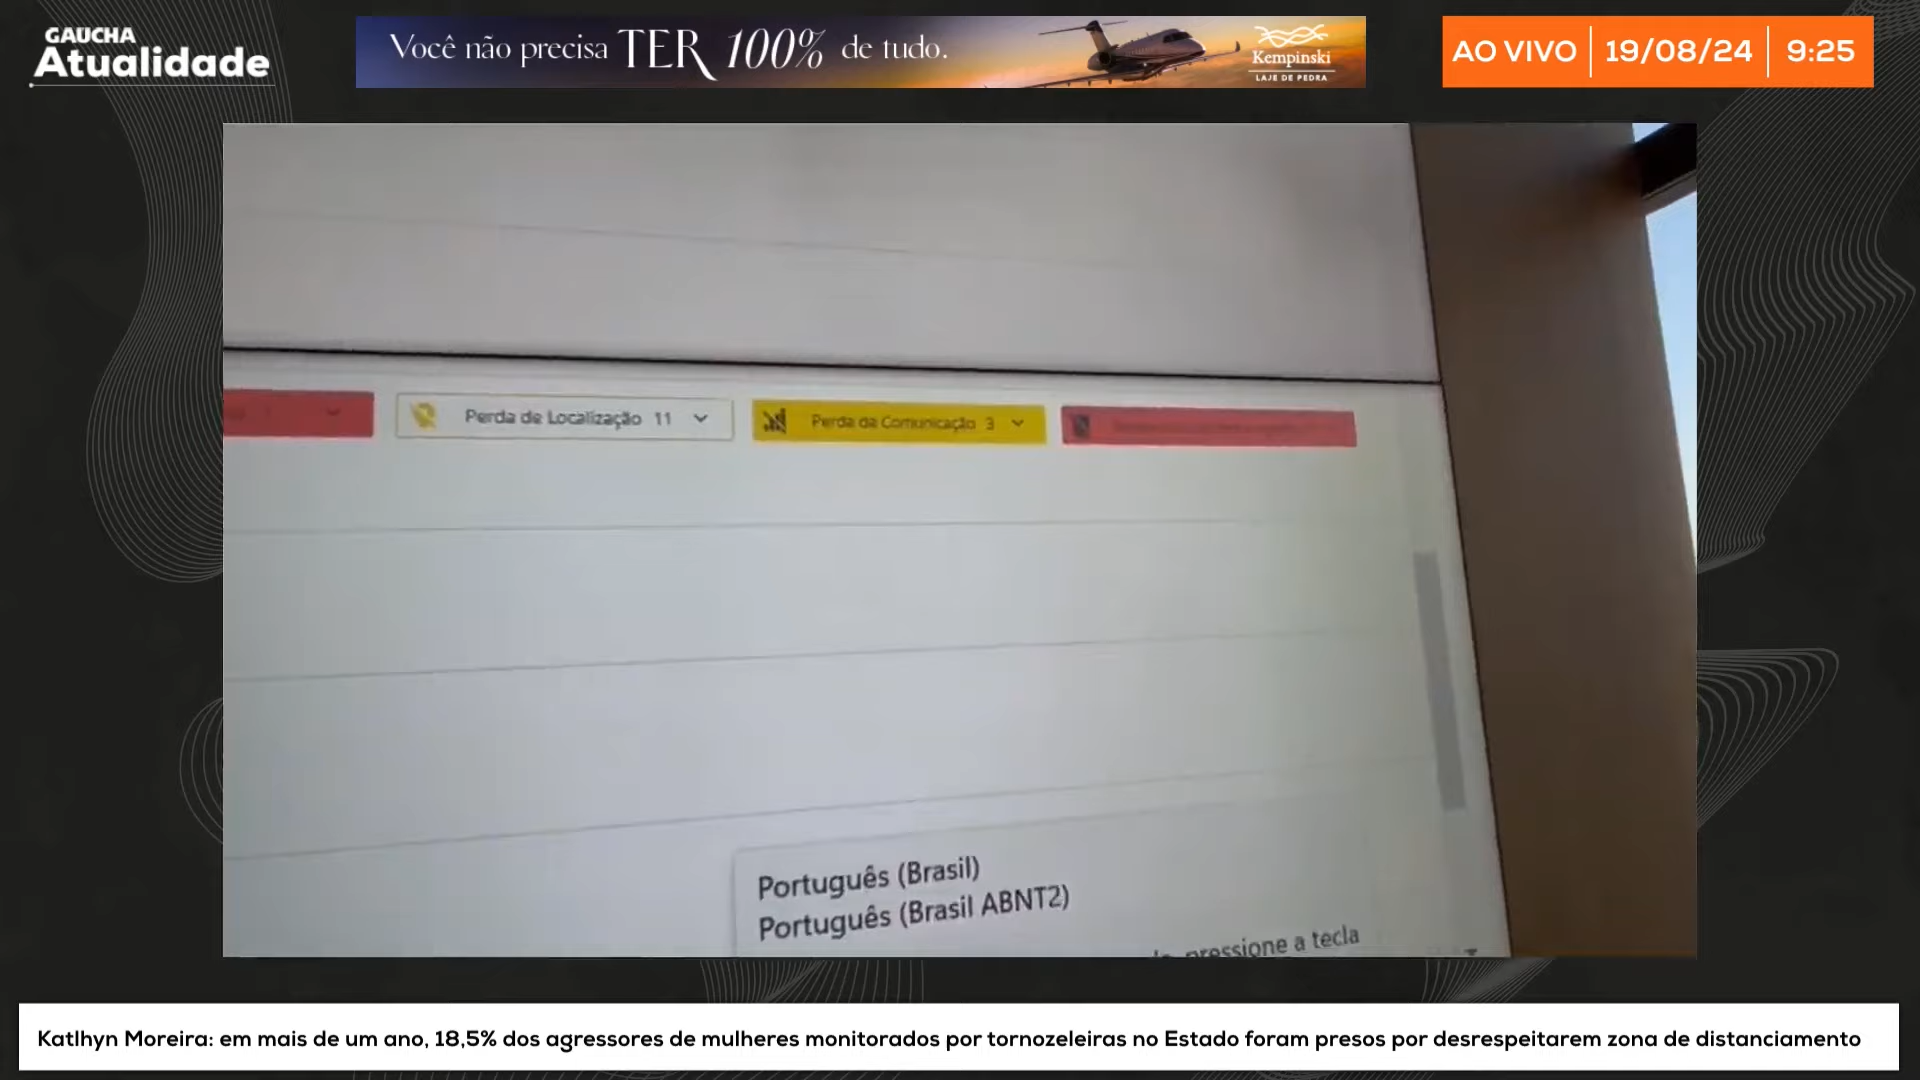 GAUCHA
Atualidade
Você não precisa TER 100% de tudo.
Kempinski
LAJE DE PEDRA
AO VIVO 19/08/24 9:25
Perda de Localização 11
Perda da Comunicação 3
Português (Brasil)
Português (Brasil ABNT2)
pressione a tecla
Katlhyn Moreira: em mais de um ano, 18,5% dos agressores de mulheres monitorados por tornozeleiras no Estado foram presos por desrespeitarem zona de distanciamento